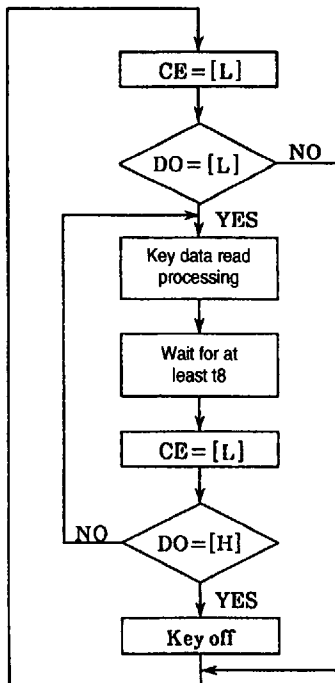 CE=[L]
DO=[L]
NO
YES
Key data read
processing
Wait for at
least t8
CE=[L]
NO
DO=[H]
YES
Key off